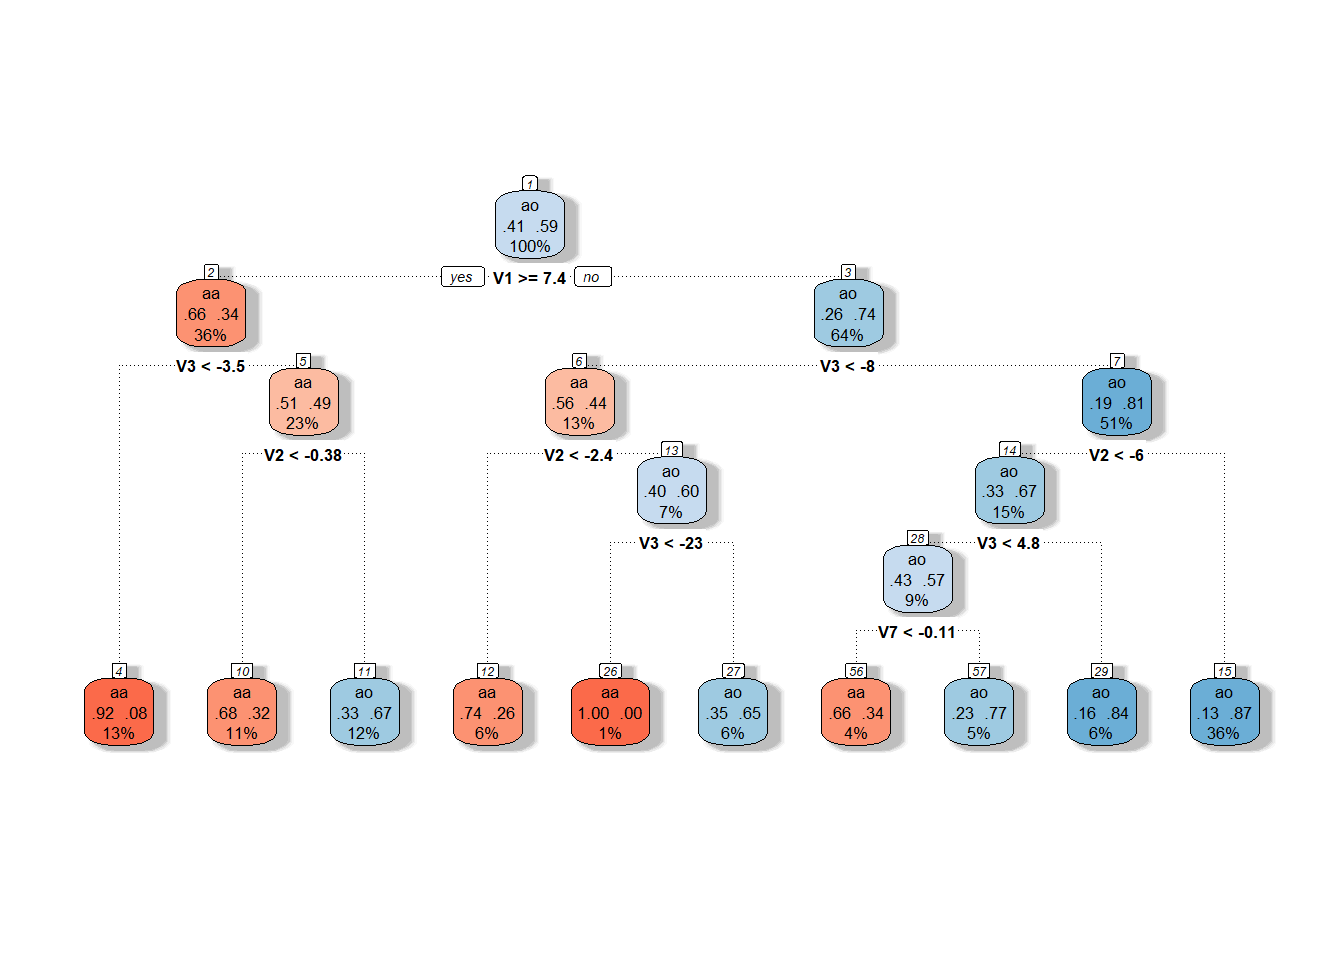 1
ao
.41 .59
100%
yes V1 >= 7.4 no
2
aa
.66 .34
36%
3
ao
.26 .74
64%
V3 < -3.5
V3 < -8
5
aa
.51 .49
23%
6
aa
.56 .44
13%
7
ao
.19 .81
51%
V2 < -0.38
V2 < -2.4
V2 < -6
13
ao
.40 .60
7%
14
ao
.33 .67
15%
V3 < -23
V3 < 4.8
28
ao
.43 .57
9%
V7 < -0.11
4
aa
.92 .08
13%
10
aa
.68 .32
11%
11
ao
.33 .67
12%
12
aa
.74 .26
6%
26
aa
1.00 .00
1%
27
ao
.35 .65
6%
56
aa
.66 .34
4%
57
ao
.23 .77
5%
29
ao
.16 .84
6%
15
ao
.13 .87
36%